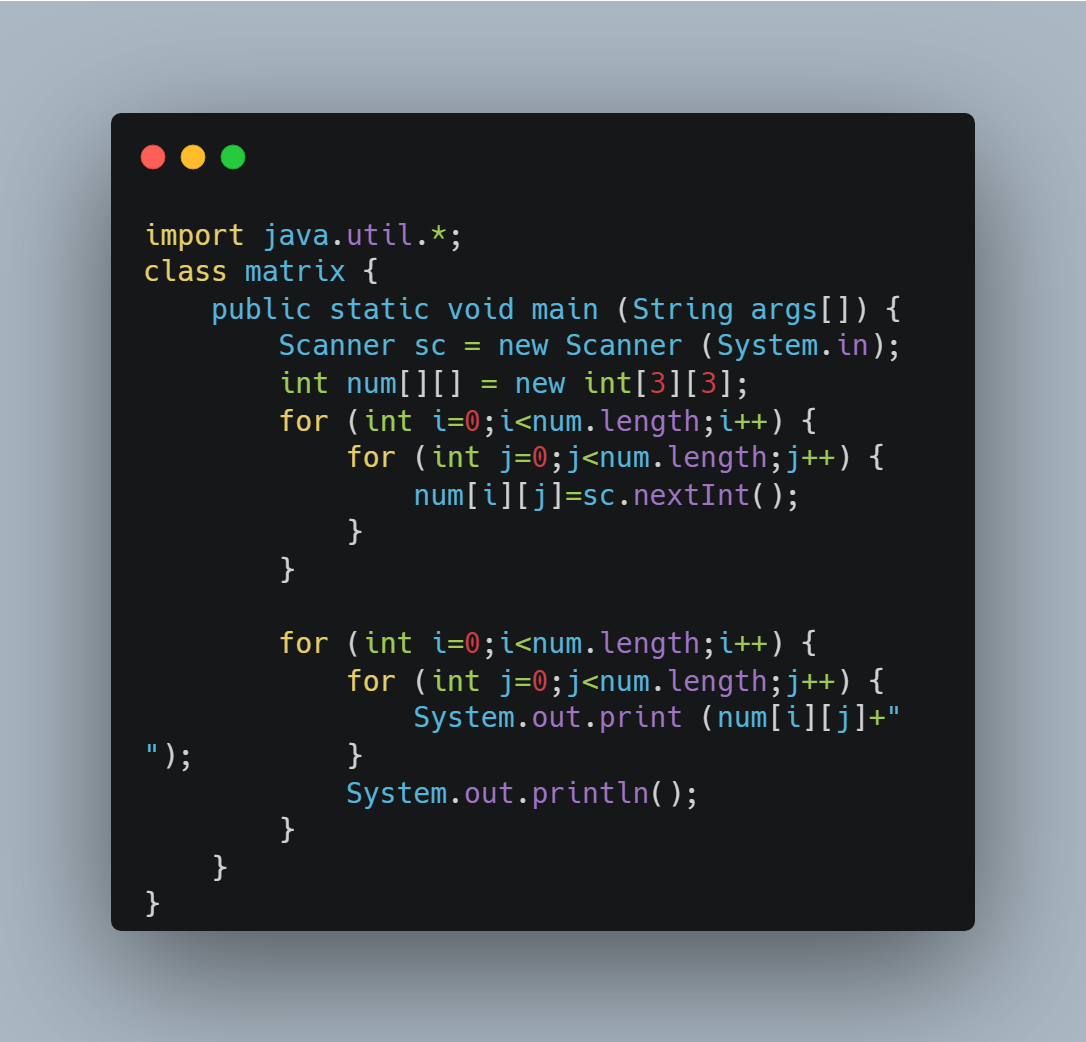 import java.util.*;
class matrix {
    public static void main (String args[]) {
        Scanner sc = new Scanner (System.in);
        int num[][] = new int[3][3];
        for (int i=0;i<num.length;i++) {
            for (int j=0;j<num.length;j++) {
                num[i][j]=sc.nextInt();
            }
        }

        for (int i=0;i<num.length;i++) {
            for (int j=0;j<num.length;j++) {
                System.out.print (num[i][j]+"
");         }
            System.out.println();
        }
    }
}